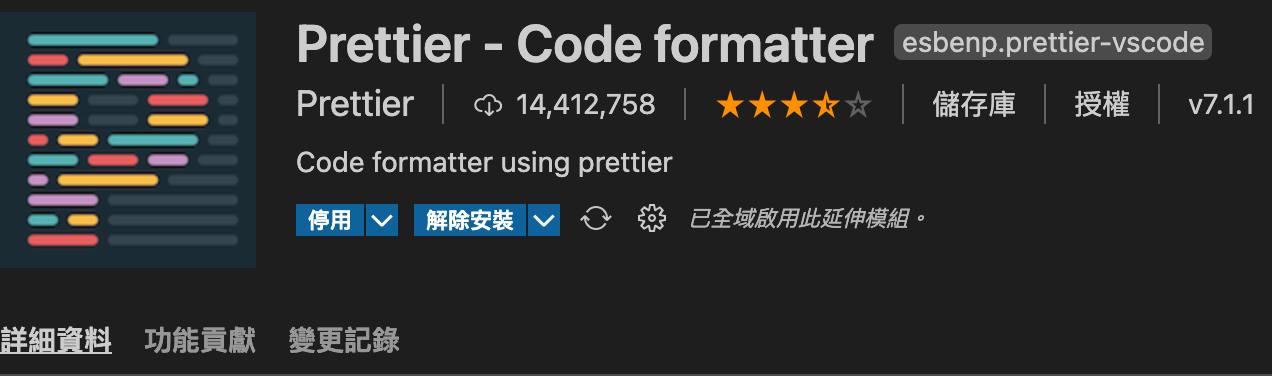 Prettier - Code formatter esbenp.prettier-vscode
Prettier 14,412,758 儲存庫 授權 v7.1.1
Code formatter using prettier
停用 解除安裝 已全域啟用此延伸模組。
詳細資料 功能貢獻 變更記錄